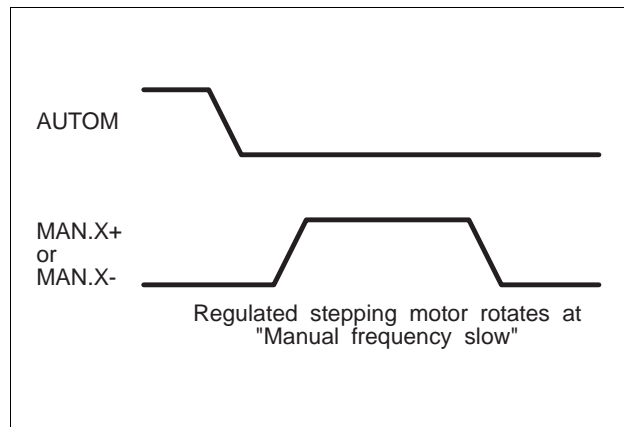 AUTOM
MAN.X+
or
MAN.X-
Regulated stepping motor rotates at
"Manual frequency slow"